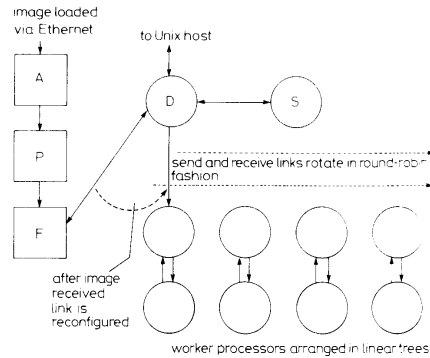 image loaded
via Ethernet
to Unix host
A
D
S
P
send and receive links rotate in round-robin
fashion
F
after image
received
link is
reconfigured
worker processors arranged in linear trees